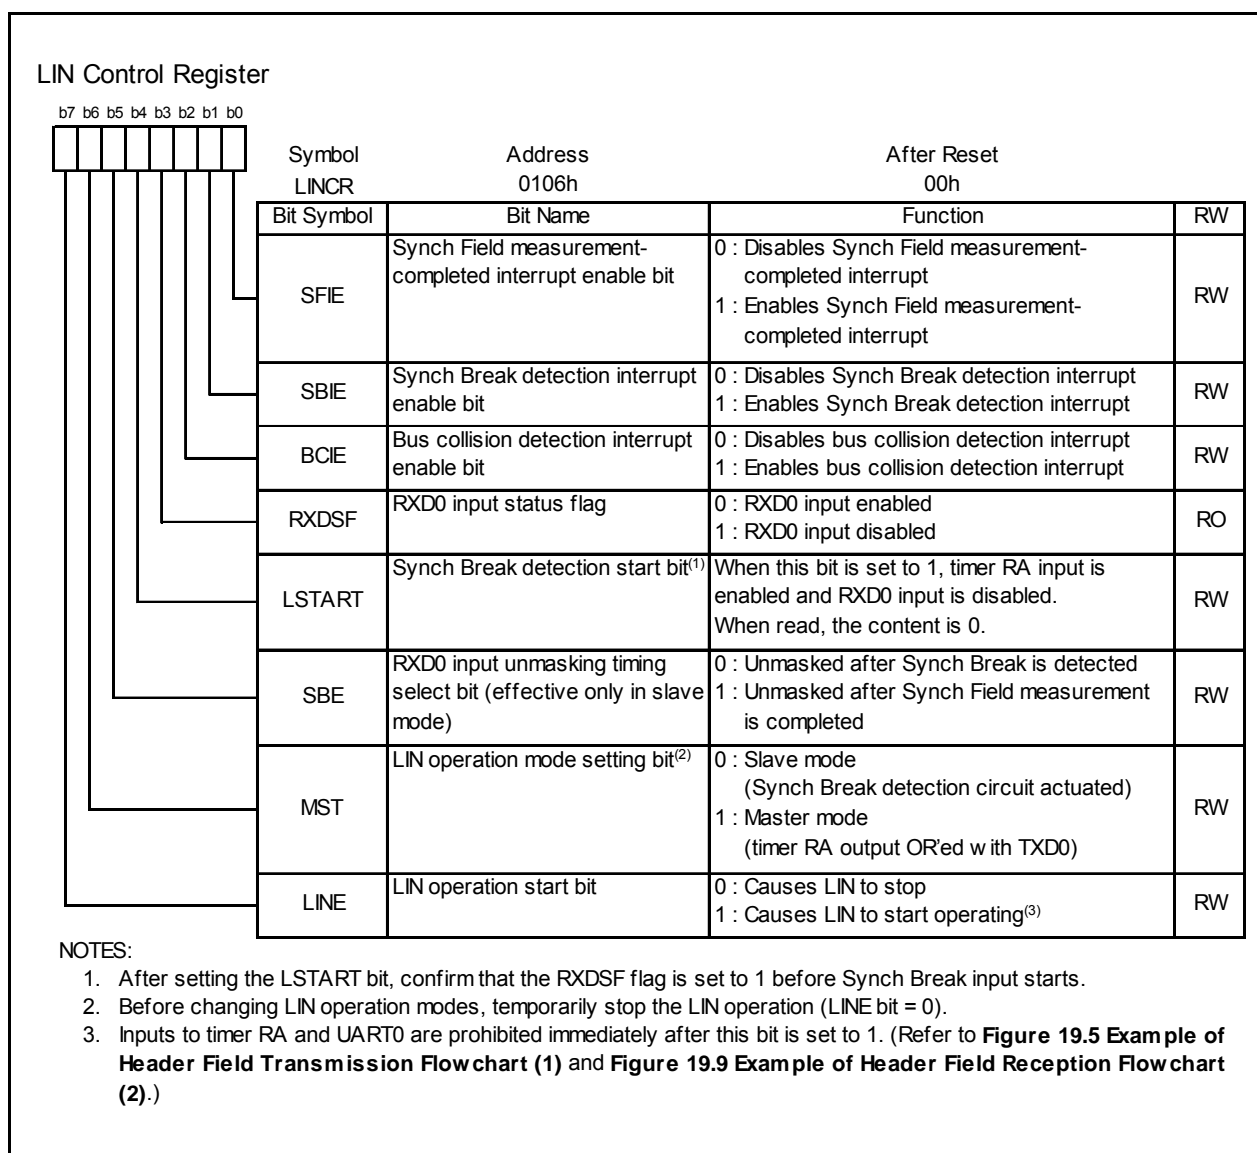 LIN Control Register
b7 b6 b5 b4 b3 b2 b1 b0
Symbol Address After Reset
LINCR 0106h 00h
Bit Symbol Bit Name Function RW
SFIE Synch Field measurement-
completed interrupt enable bit 0 : Disables Synch Field measurement-
completed interrupt
1 : Enables Synch Field measurement-
completed interrupt RW
SBIE Synch Break detection interrupt
enable bit 0 : Disables Synch Break detection interrupt
1 : Enables Synch Break detection interrupt RW
BCIE Bus collision detection interrupt
enable bit 0 : Disables bus collision detection interrupt
1 : Enables bus collision detection interrupt RW
RXDSF RXD0 input status flag 0 : RXD0 input enabled
1 : RXD0 input disabled RO
LSTART Synch Break detection start bit(1) When this bit is set to 1, timer RA input is
enabled and RXD0 input is disabled.
When read, the content is 0. RW
SBE RXD0 input unmasking timing
select bit (effective only in slave
mode) 0 : Unmasked after Synch Break is detected
1 : Unmasked after Synch Field measurement
is completed RW
MST LIN operation mode setting bit(2) 0 : Slave mode
(Synch Break detection circuit actuated)
1 : Master mode
(timer RA output OR'ed with TXD0) RW
LINE LIN operation start bit 0 : Causes LIN to stop
1 : Causes LIN to start operating(3) RW
NOTES:
1. After setting the LSTART bit, confirm that the RXDSF flag is set to 1 before Synch Break input starts.
2. Before changing LIN operation modes, temporarily stop the LIN operation (LINE bit = 0).
3. Inputs to timer RA and UART0 are prohibited immediately after this bit is set to 1. (Refer to Figure 19.5 Example of
Header Field Transmission Flowchart (1) and Figure 19.9 Example of Header Field Reception Flowchart
(2).)